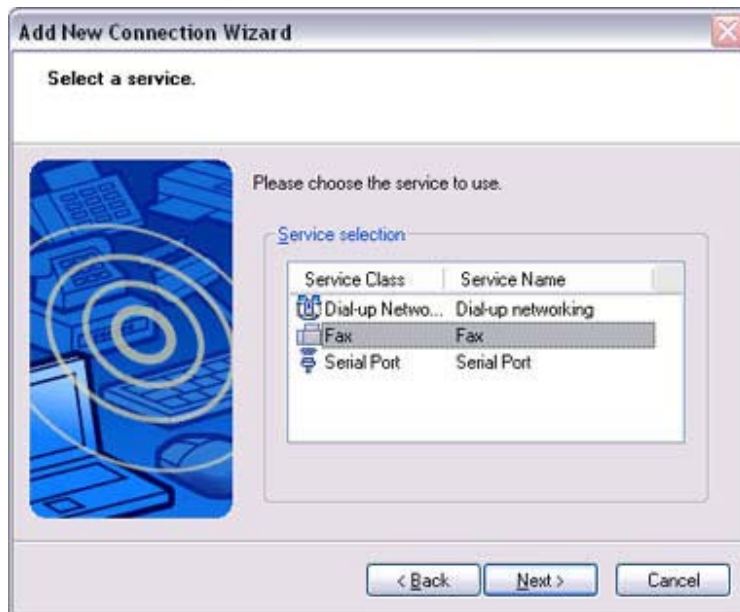 Add New Connection Wizard
Select a service.
Please choose the service to use.
Service selection
Service Class Service Name
Dial-up Netwo... Dial-up networking
Fax Fax
Serial Port Serial Port
< Back Next > Cancel